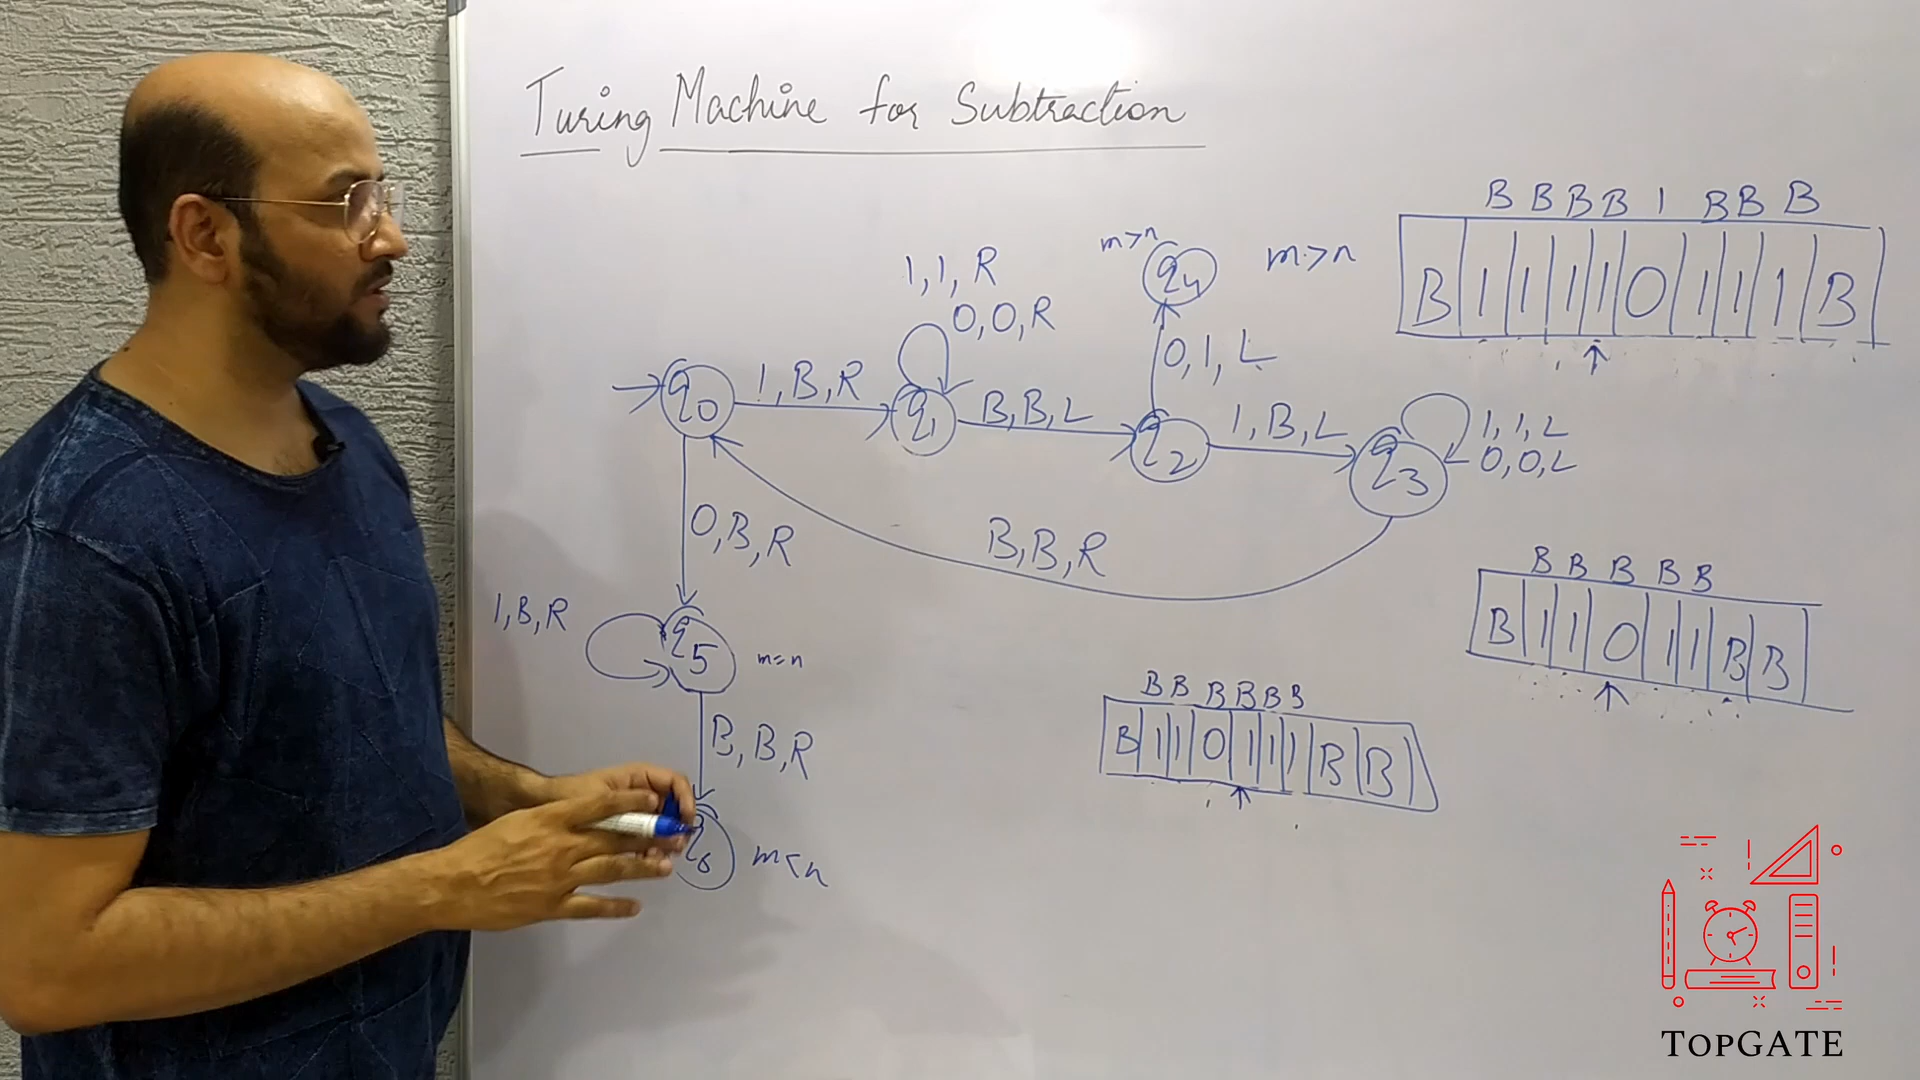 Turing Machine for Subtraction
B B B B 1 B B B
B 1 1 1 1 0 1 1 1 B
m>n
q4
m>n
1, 1, R
0, 0, R
0, 1, L
q0
1, B, R
q1
B, B, L
q2
1, B, L
q3
1, 1, L
0, 0, L
B, B, R
0, B, R
1, B, R
q5
m=n
B, B, R
q6
m<n
B B B B B
B 1 1 0 1 1 B B
B B B B B B
B 1 1 0 1 1 1 B B
TOPGATE